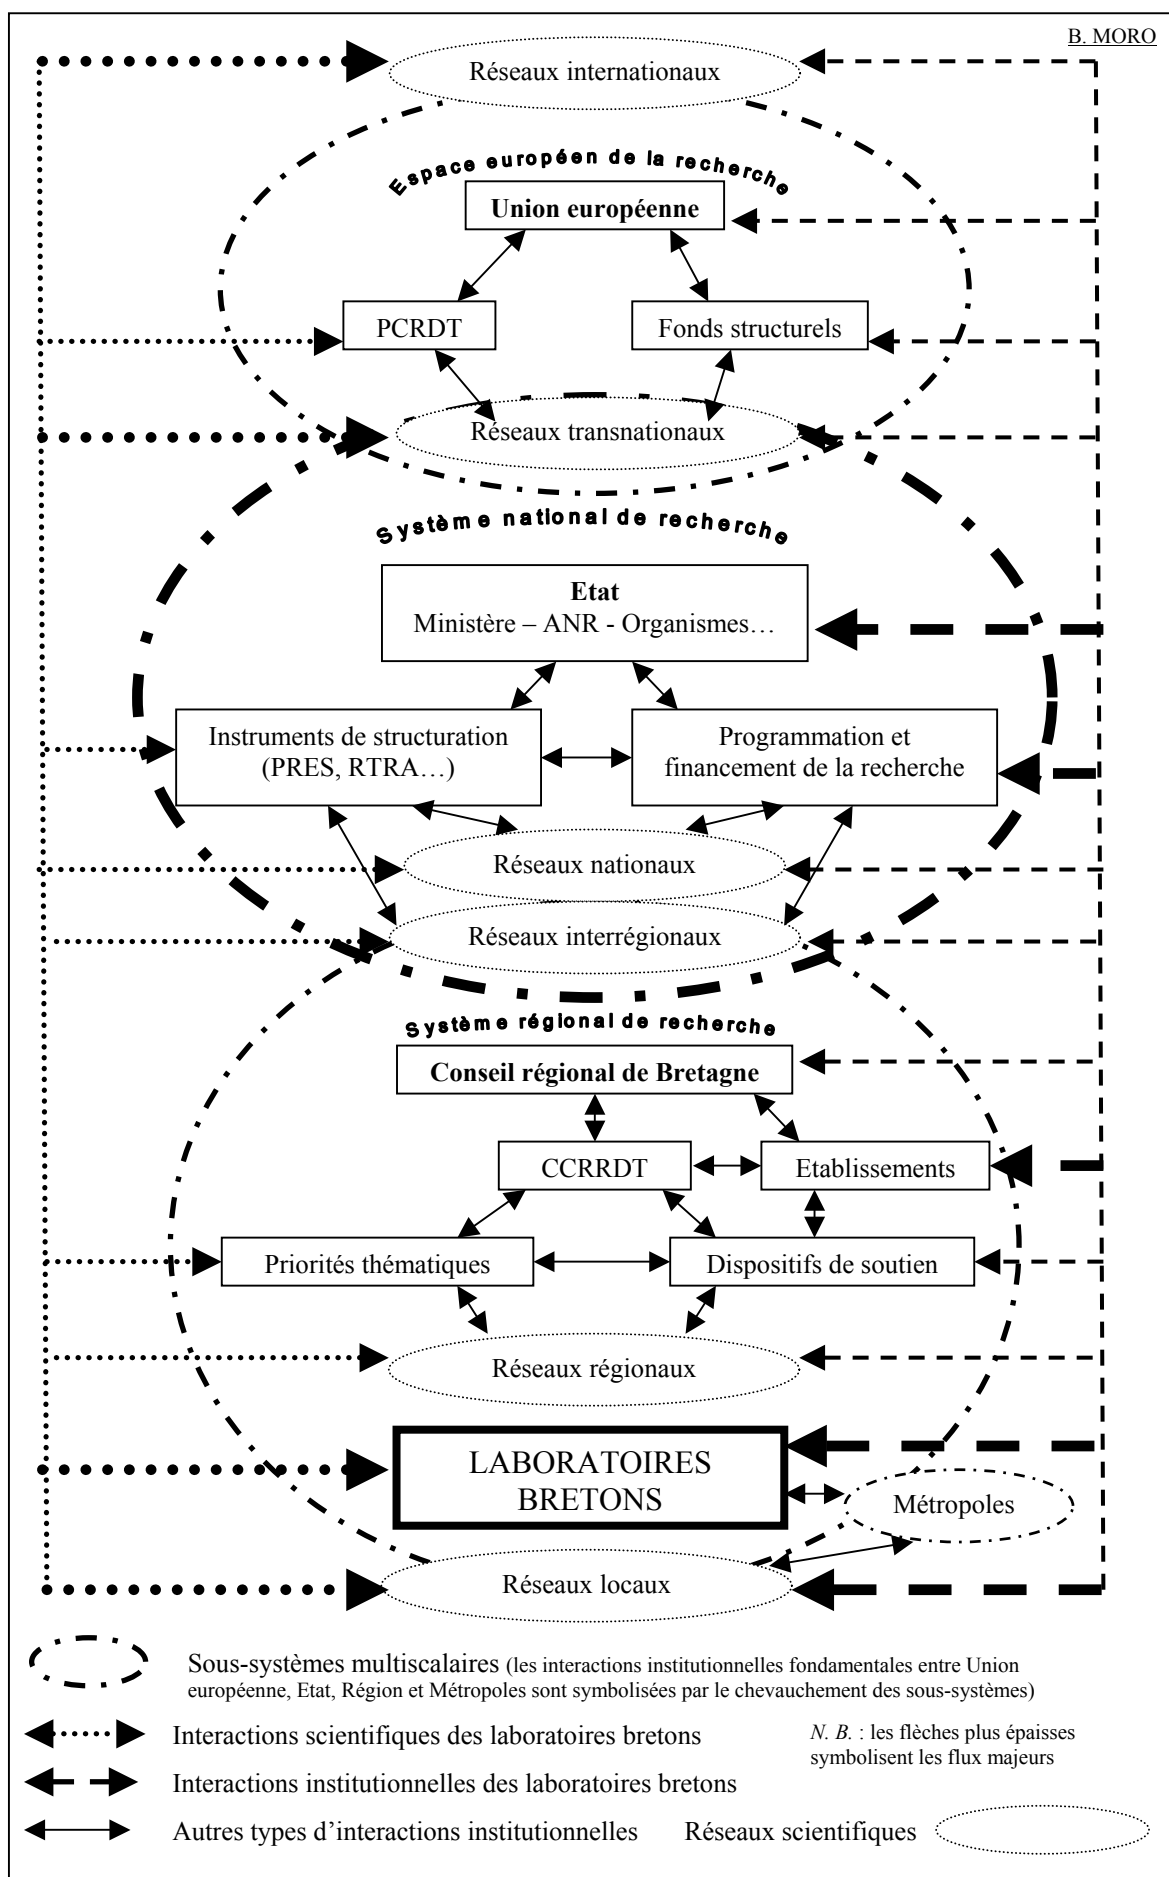 B. MORO
Réseaux internationaux
Espace européen de la recherche
Union européenne
PCRDT
Fonds structurels
Réseaux transnationaux
Système national de recherche
Etat
Ministère – ANR - Organismes…
Instruments de structuration
(PRES, RTRA…)
Programmation et
financement de la recherche
Réseaux nationaux
Réseaux interrégionaux
Système régional de recherche
Conseil régional de Bretagne
CCRRDT
Etablissements
Priorités thématiques
Dispositifs de soutien
Réseaux régionaux
LABORATOIRES
BRETONS
Métropoles
Réseaux locaux
Sous-systèmes multiscalaires (les interactions institutionnelles fondamentales entre Union
européenne, Etat, Région et Métropoles sont symbolisées par le chevauchement des sous-systèmes)
Interactions scientifiques des laboratoires bretons
N. B. : les flèches plus épaisses
symbolisent les flux majeurs
Interactions institutionnelles des laboratoires bretons
Autres types d’interactions institutionnelles
Réseaux scientifiques